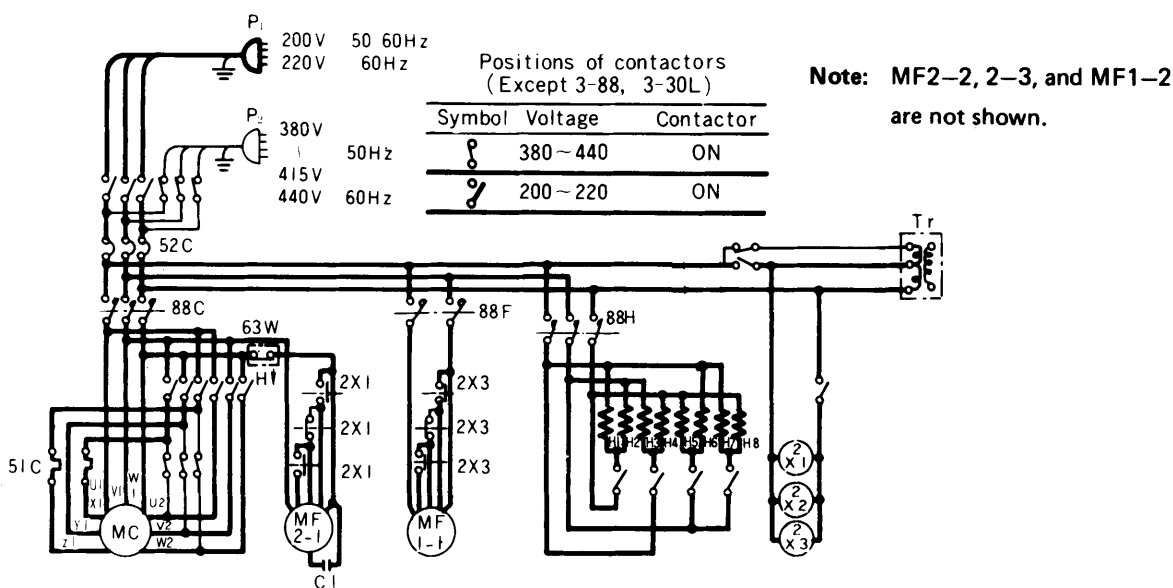 P1
200V 50 60Hz
220V 60Hz
Positions of contactors
(Except 3-88, 3-30L)
Symbol Voltage Contactor
380~440 ON
200~220 ON
Note: MF2-2, 2-3, and MF1-2
are not shown.
P2
380V
~
415V 50Hz
440V 60Hz
Tr
52C
88C
63W
H
88F
88H
2X1
2X1
2X1
2X3
2X3
2X3
H1 H2 H3 H4 H5 H6 H7 H8
51C
U1
V1
W1
X1
Y1
Z1
U2
V2
W2
MC
MF
2-1
C1
MF
1-1
2
X1
2
X2
2
X3